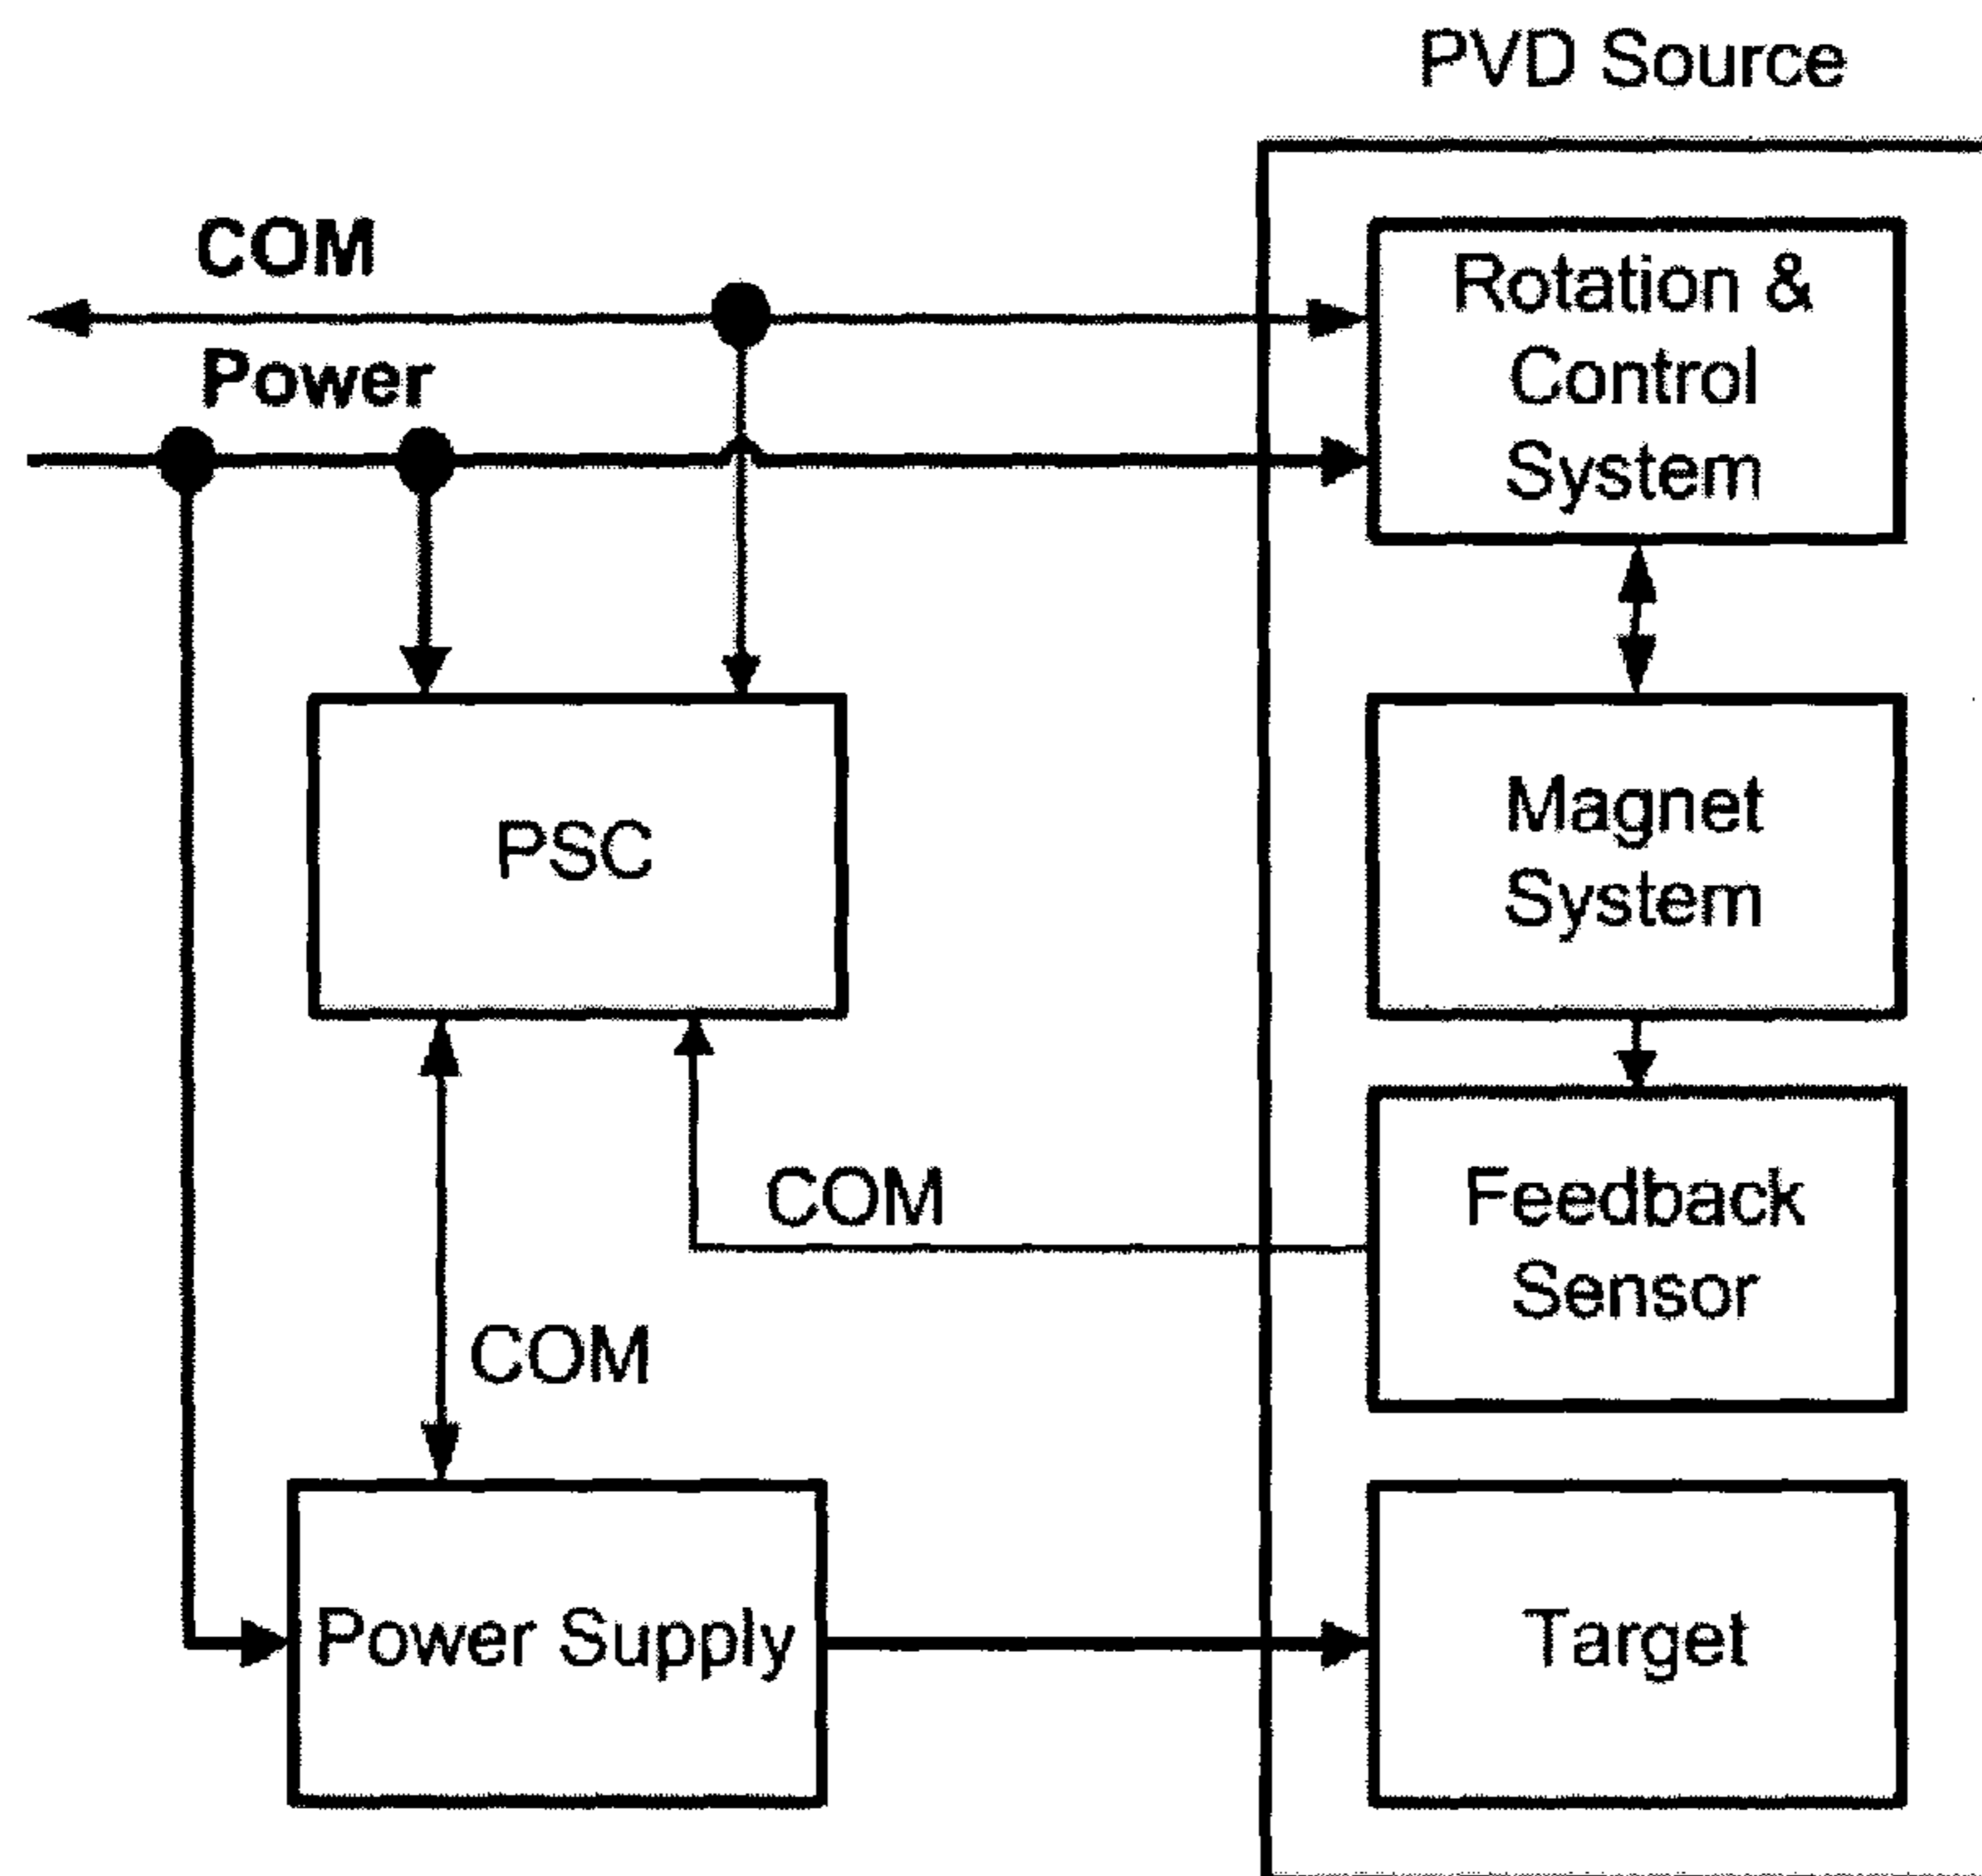 PVD Source
COM
Power
Rotation &
Control
System
PSC
Magnet
System
COM
Feedback
Sensor
COM
Power Supply
Target